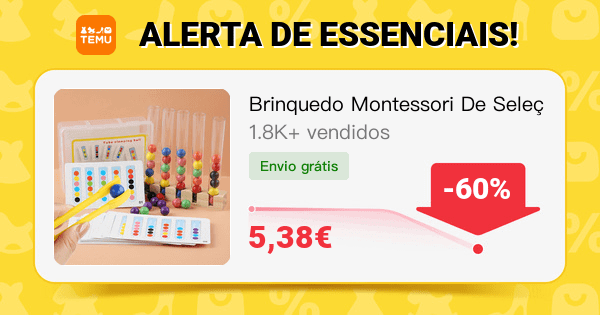 TEMU
ALERTA DE ESSENCIAIS!
Brinquedo Montessori De Seleç
1.8K+ vendidos
Envio grátis
-60%
5,38€